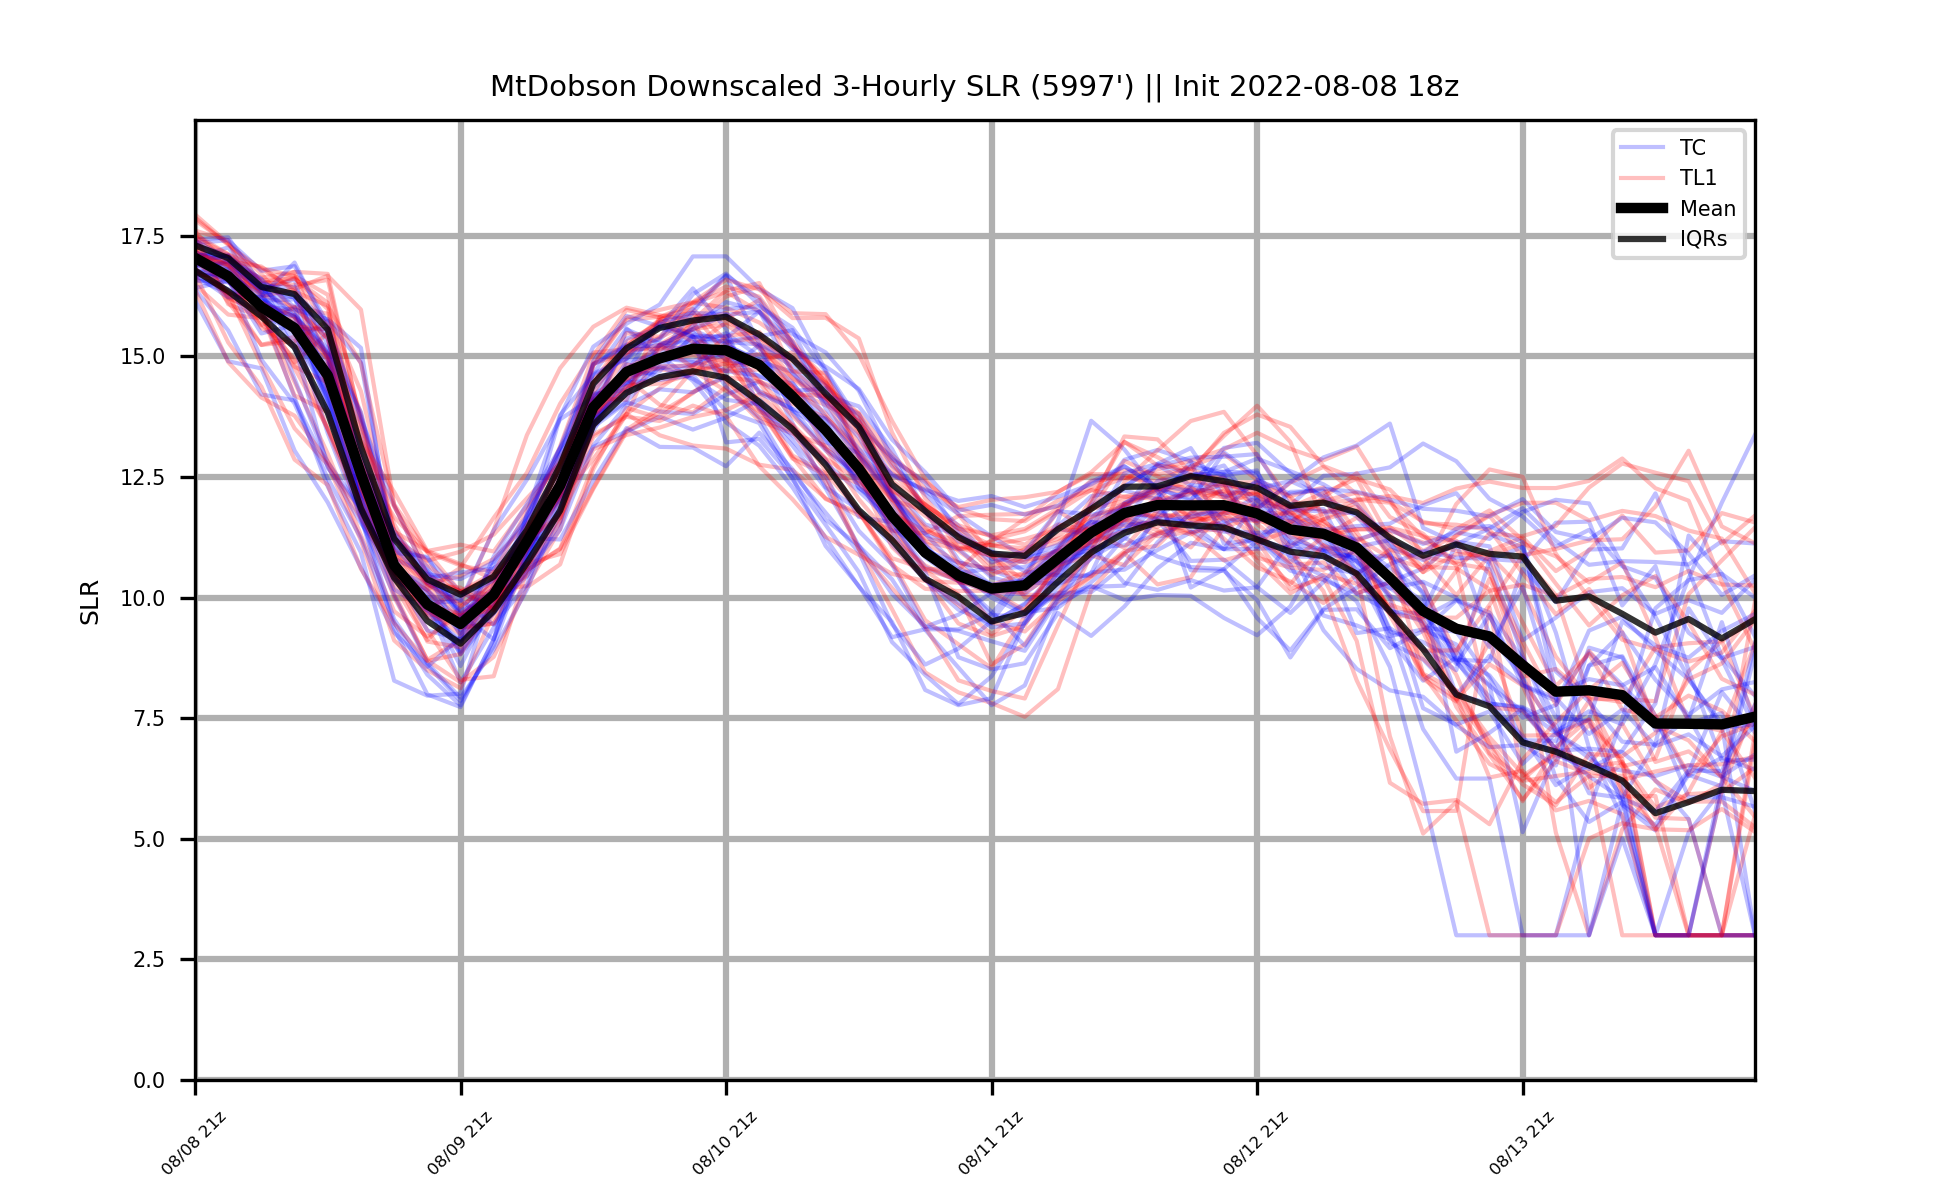 MtDobson Downscaled 3-Hourly SLR (5997') || Init 2022-08-08 18z
TC
TL1
Mean
IQRs
17.5
15.0
12.5
10.0
7.5
5.0
2.5
0.0
SLR
08/08 21z
08/09 21z
08/10 21z
08/11 21z
08/12 21z
08/13 21z